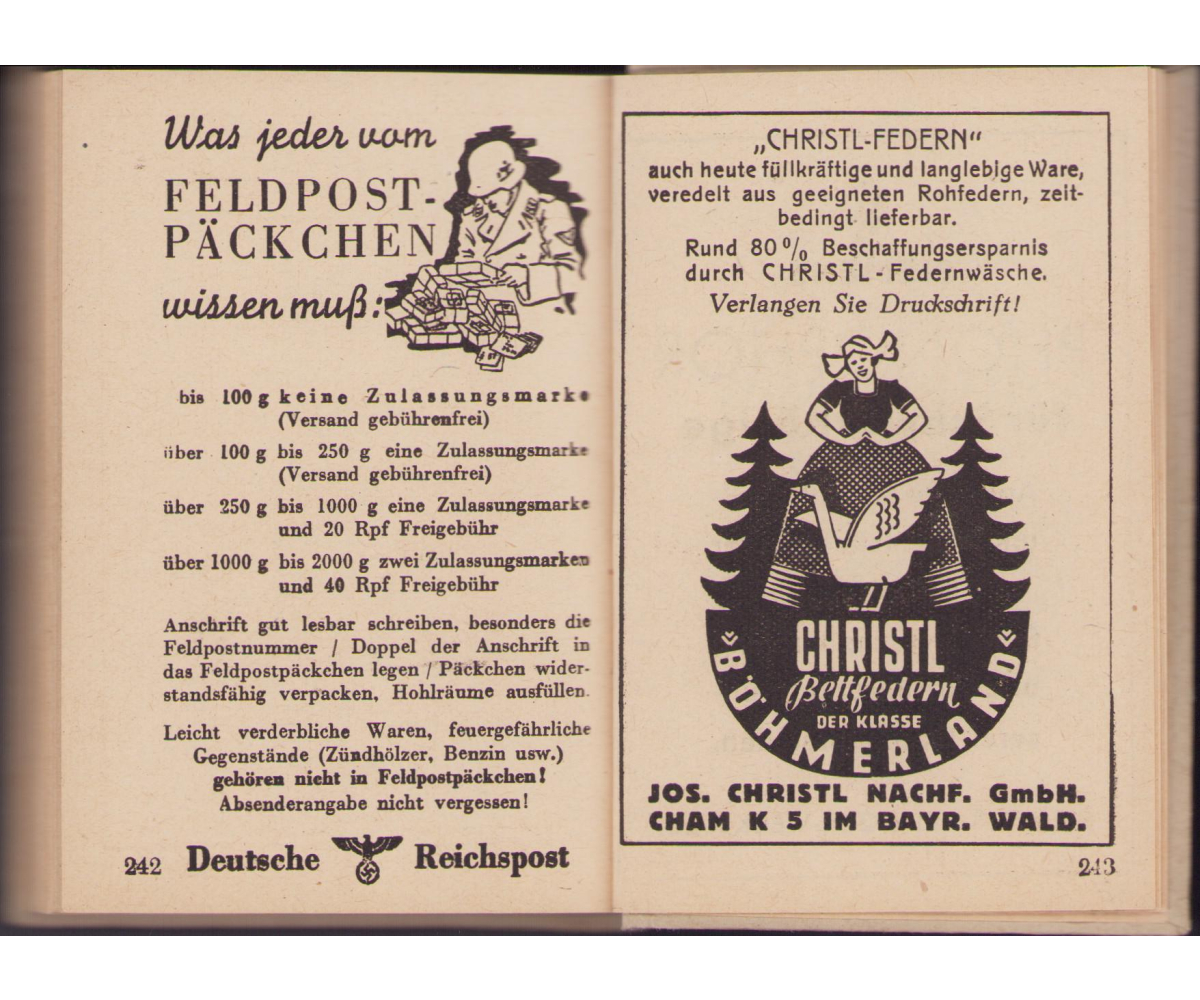 Was jeder vom
FELDPOST-
PÄCKCHEN
wissen muß:
bis 100 g keine Zulassungsmarke
(Versand gebührenfrei)
über 100 g bis 250 g eine Zulassungsmarke
(Versand gebührenfrei)
über 250 g bis 1000 g eine Zulassungsmarke
und 20 Rpf Freigebühr
über 1000 g bis 2000 g zwei Zulassungsmarken
und 40 Rpf Freigebühr
Anschrift gut lesbar schreiben, besonders die
Feldpostnummer / Doppel der Anschrift in
das Feldpostpäckchen legen / Päckchen wider-
standsfähig verpacken, Hohlräume ausfüllen.
Leicht verderbliche Waren, feuergefährliche
Gegenstände (Zündhölzer, Benzin usw.)
gehören nicht in Feldpostpäckchen!
Absenderangabe nicht vergessen!
242 Deutsche Reichspost
„CHRISTL-FEDERN“
auch heute füllkräftige und langlebige Ware,
veredelt aus geeigneten Rohfedern, zeit-
bedingt lieferbar.
Rund 80% Beschaffungsersparnis
durch CHRISTL-Federnwäsche.
Verlangen Sie Druckschrift!
CHRISTL
Bettfedern
DER KLASSE
BÖHMERLAND
JOS. CHRISTL NACHF. GmbH.
CHAM K 5 IM BAYR. WALD.
243